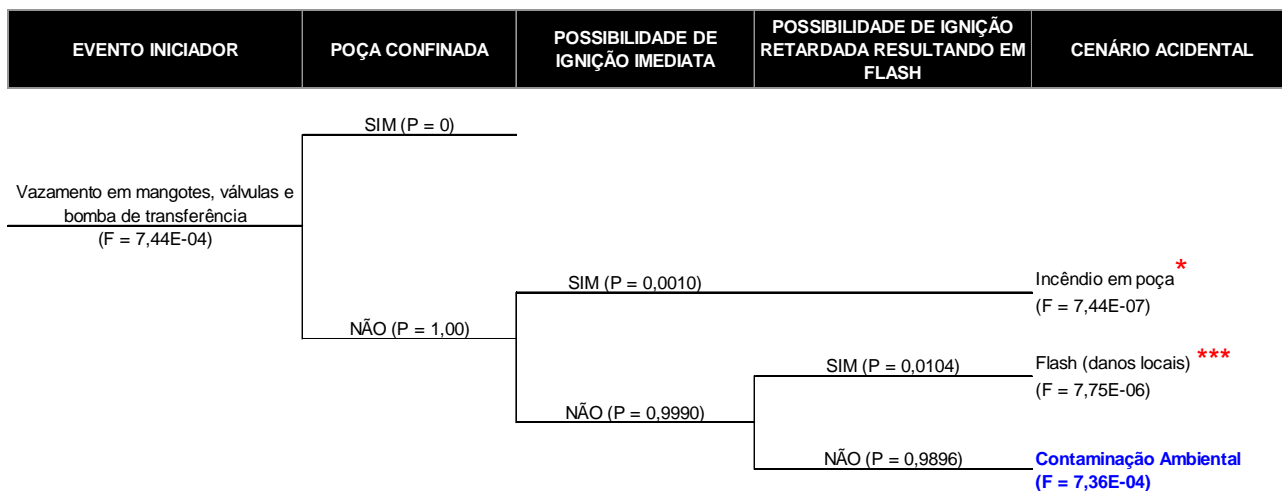 EVENTO INICIADOR
POÇA CONFINADA
POSSIBILIDADE DE
IGNIÇÃO IMEDIATA
POSSIBILIDADE DE IGNIÇÃO
RETARDADA RESULTANDO EM
FLASH
CENÁRIO ACIDENTAL
SIM (P = 0)
Vazamento em mangotes, válvulas e
bomba de transferência
(F = 7,44E-04)
SIM (P = 0,0010)
Incêndio em poça *
(F = 7,44E-07)
NÃO (P = 1,00)
SIM (P = 0,0104)
Flash (danos locais) ***
(F = 7,75E-06)
NÃO (P = 0,9990)
NÃO (P = 0,9896)
Contaminação Ambiental
(F = 7,36E-04)